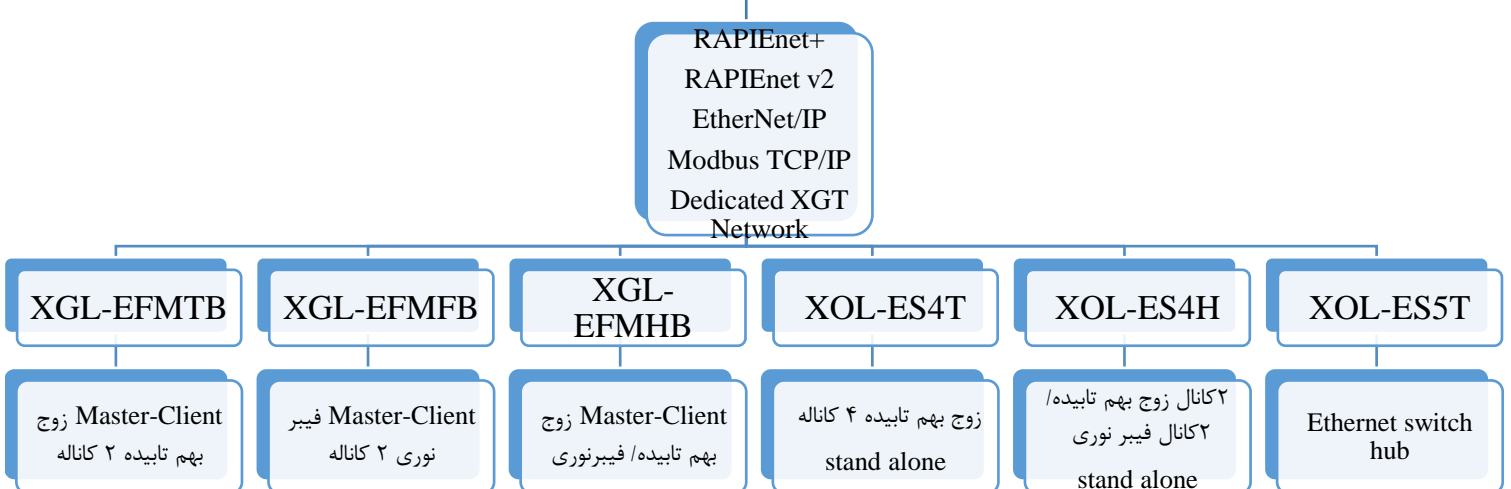 RAPIEnet+
RAPIEnet v2
EtherNet/IP
Modbus TCP/IP
Dedicated XGT
Network
XGL-EFMTB
XGL-EFMFB
XGL-
EFMHB
XOL-ES4T
XOL-ES4H
XOL-ES5T
Master-Client زوج
بهم تابیده ۲ کاناله
Master-Client فیبر
نوری ۲ کاناله
Master-Client زوج
بهم تابیده/ فیبرنوری
زوج بهم تابیده ۴ کاناله
stand alone
۲کانال زوج بهم تابیده/
۲کانال فیبر نوری
stand alone
Ethernet switch
hub